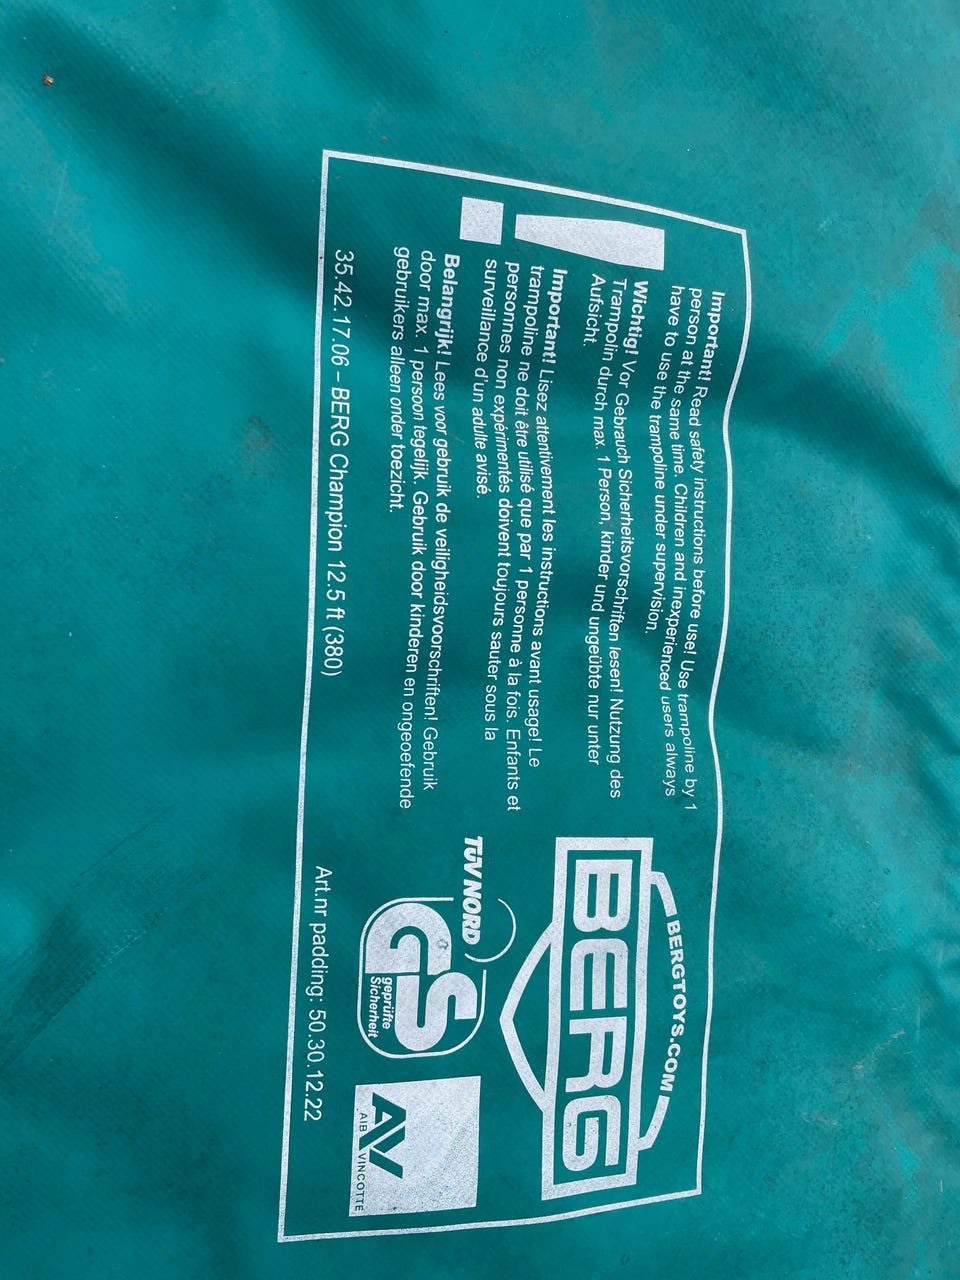 Important! Read safety instructions before use! Use trampoline by 1
person at the same time. Children and inexperienced users always
have to use the trampoline under supervision.
Wichtig! Vor Gebrauch Sicherheitsvorschriften lesen! Nutzung des
Trampolin durch max. 1 Person, kinder und ungeübte nur unter
Aufsicht.
Important! Lisez attentivement les instructions avant usage! Le
trampoline ne doit être utilisé que par 1 personne à la fois. Enfants et
personnes non expérimentés doivent toujours sauter sous la
surveillance d'un adulte avisé.
Belangrijk! Lees voor gebruik de veiligheidsvoorschriften! Gebruik
door max. 1 persoon tegelijk. Gebruik door kinderen en ongeoefende
gebruikers alleen onder toezicht.
BERGTOYS.COM
BERG
TÜV NORD
GS
geprüfte
Sicherheit
AV
AIB VINCOTTE
35.42.17.06 – BERG Champion 12.5 ft (380)
Art.nr padding: 50.30.12.22